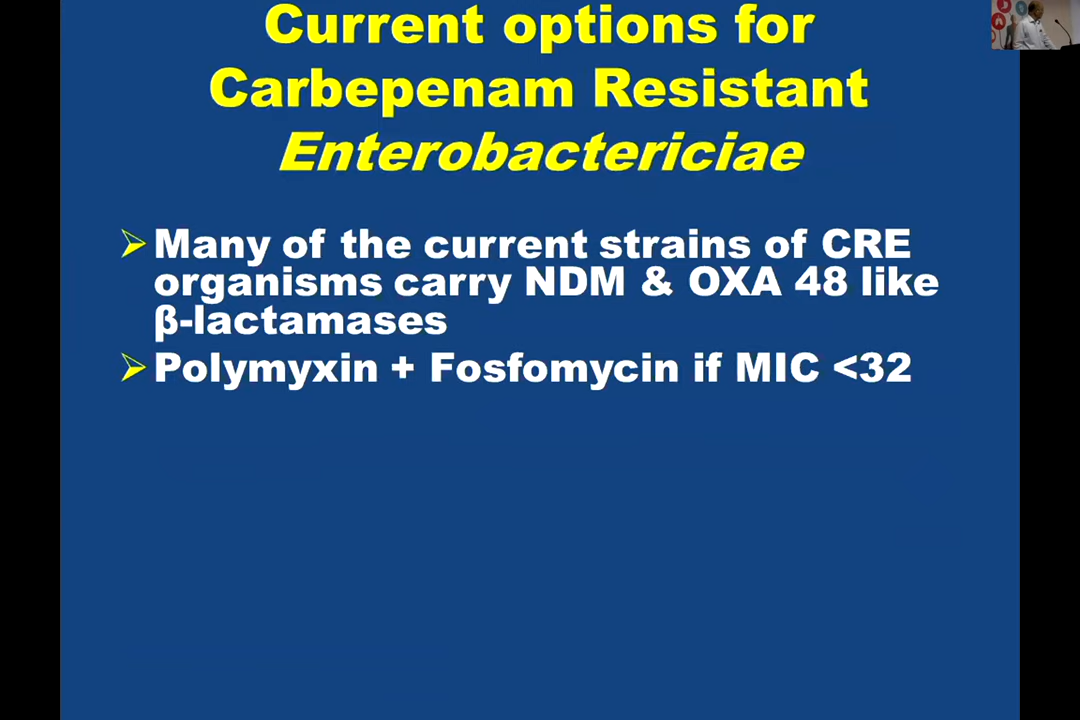 Current options for
Carbepenam Resistant
Enterobactericiae
Many of the current strains of CRE
organisms carry NDM & OXA 48 like
β-lactamases
Polymyxin + Fosfomycin if MIC <32